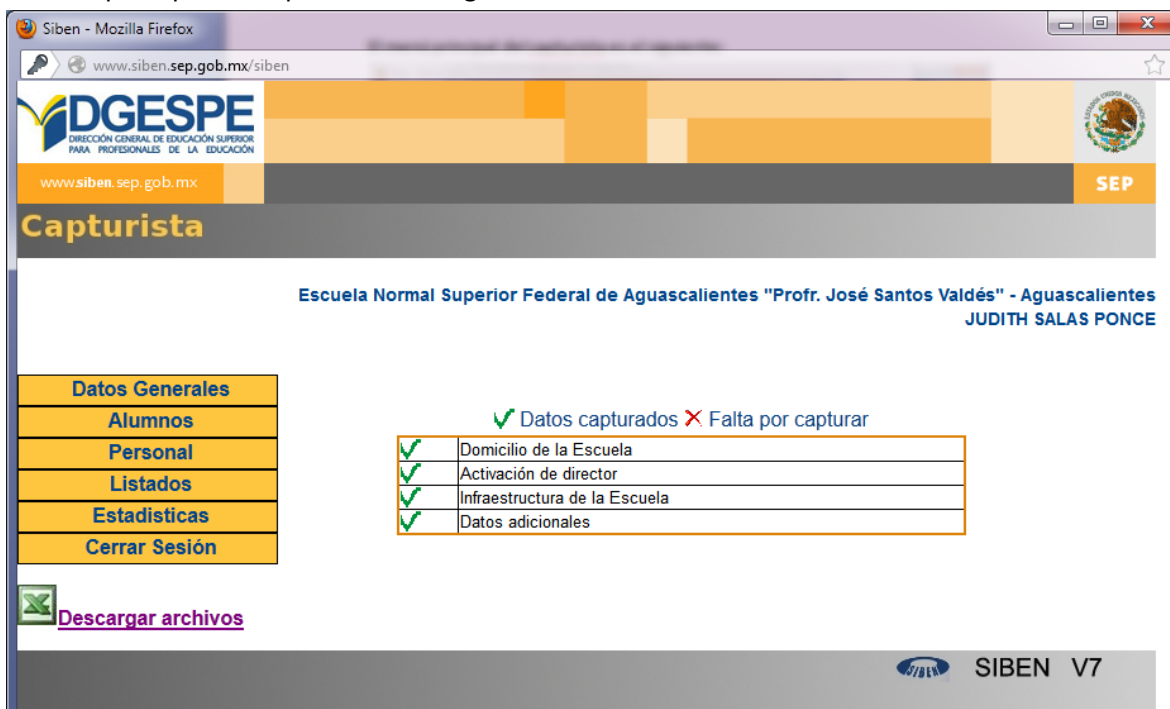 Siben - Mozilla Firefox
www.siben.sep.gob.mx/siben
DGESPE
DIRECCIÓN GENERAL DE EDUCACIÓN SUPERIOR
PARA PROFESIONALES DE LA EDUCACIÓN
www.siben.sep.gob.mx
SEP
Capturista
Escuela Normal Superior Federal de Aguascalientes "Profr. José Santos Valdés" - Aguascalientes
JUDITH SALAS PONCE
Datos Generales
Alumnos
Personal
Listados
Estadisticas
Cerrar Sesión
Descargar archivos
Datos capturados Falta por capturar
Domicilio de la Escuela
Activación de director
Infraestructura de la Escuela
Datos adicionales
SIBEN
SIBEN V7